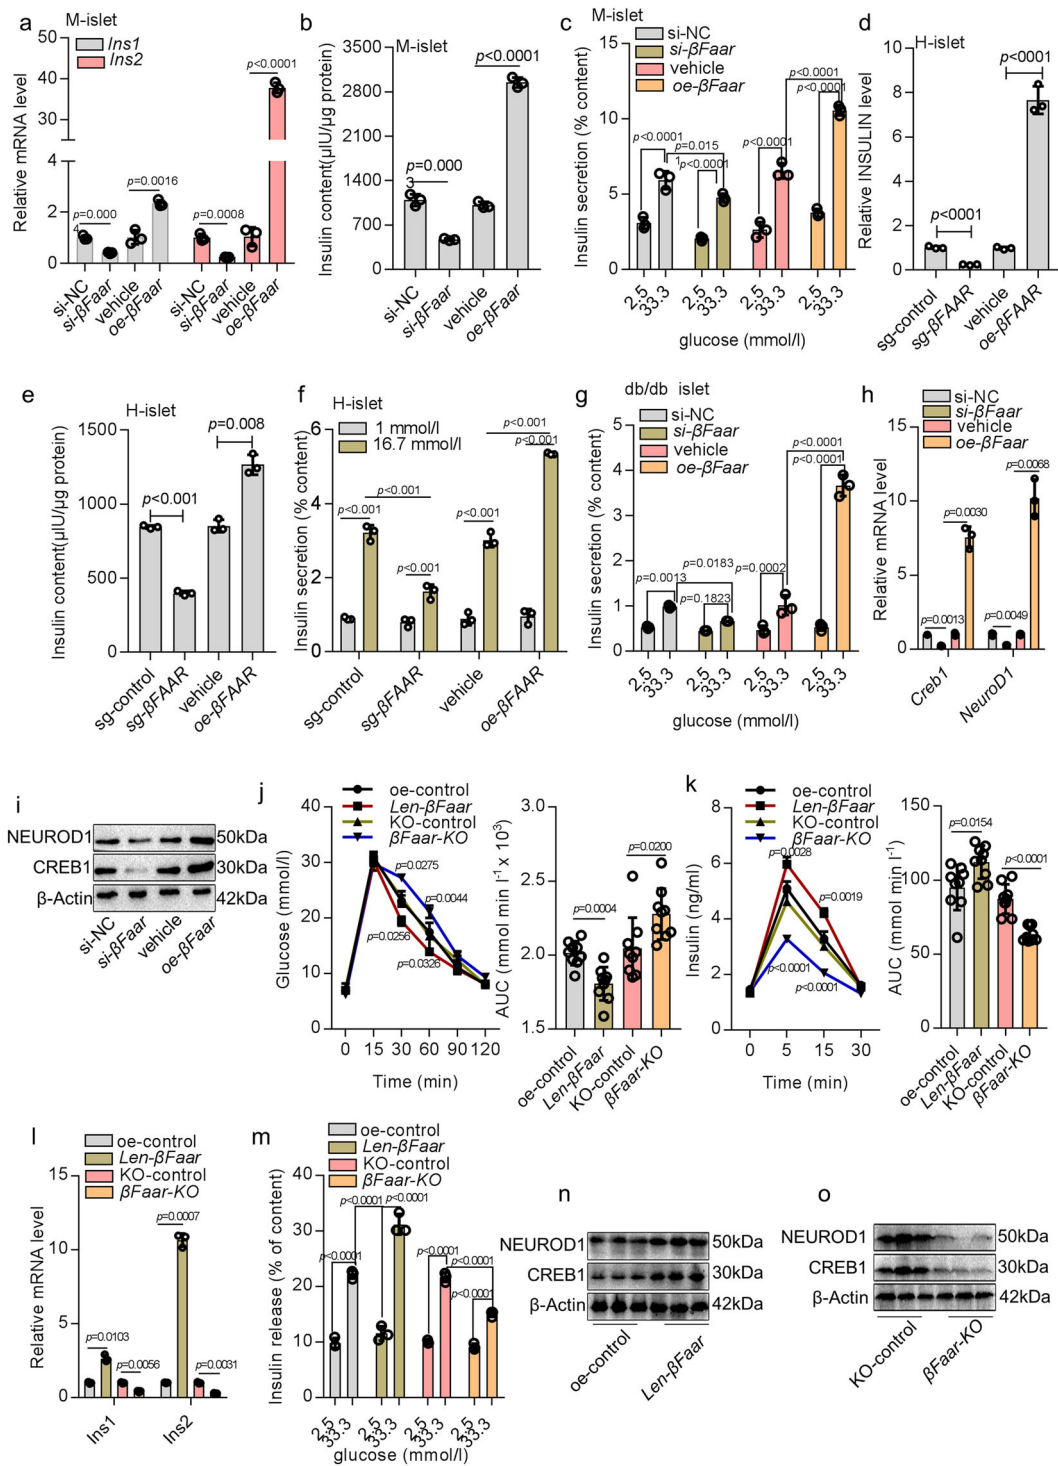 a
M-islet
Ins1
Ins2
Relative mRNA level
50
40
30
4
2
0
p=0.000
4
p=0.0016
p=0.0008
p<0.0001
si-NC
si-βFaar
vehicle
oe-βFaar
si-NC
si-βFaar
vehicle
oe-βFaar
b
M-islet
Insulin content(μIU/μg protein)
3500
2800
2100
1400
700
0
p=0.000
3
p<0.0001
si-NC
si-βFaar
vehicle
oe-βFaar
c
M-islet
si-NC
si-βFaar
vehicle
oe-βFaar
Insulin secretion (% content)
15
10
5
0
p<0.0001
1
p=0.015
p<0.0001
p<0.0001
p<0.0001
p<0.0001
2.5
33.3
2.5
33.3
2.5
33.3
2.5
33.3
glucose (mmol/l)
d
H-islet
Relative INSULIN level
10
8
6
4
2
0
p<0001
p<0001
sg-control
sg-βFAAR
vehicle
oe-βFAAR
e
H-islet
Insulin content(μIU/μg protein)
1500
1000
500
0
p<0.001
p=0.008
sg-control
sg-βFAAR
vehicle
oe-βFAAR
f
H-islet
1 mmol/l
16.7 mmol/l
Insulin secretion (% content)
6
4
2
0
p<0.001
p<0.001
p<0.001
p<0.001
p<0.001
p<0.001
sg-control
sg-βFAAR
vehicle
oe-βFAAR
g
db/db islet
si-NC
si-βFaar
vehicle
oe-βFaar
Insulin secretion (% content)
5
4
3
2
1
0
p=0.0013
p=0.0183
p=0.1823
p=0.0002
p<0.0001
p<0.0001
2.5
33.3
2.5
33.3
2.5
33.3
2.5
33.3
glucose (mmol/l)
h
si-NC
si-βFaar
vehicle
oe-βFaar
Relative mRNA level
15
10
5
0
p=0.0013
p=0.0030
p=0.0049
p=0.0068
Creb1
NeuroD1
i
NEUROD1
50kDa
CREB1
30kDa
β-Actin
42kDa
si-NC
si-βFaar
vehicle
oe-βFaar
j
oe-control
Len-βFaar
KO-control
βFaar-KO
Glucose (mmol/l)
40
30
20
10
0
p=0.0275
p=0.0044
p=0.0256
p=0.0326
0
15
30
60
90
120
Time (min)
AUC (mmol min l⁻¹ x 10³)
3.0
2.5
2.0
1.5
p=0.0004
p=0.0200
oe-control
Len-βFaar
KO-control
βFaar-KO
k
oe-control
Len-βFaar
KO-control
βFaar-KO
Insulin (ng/ml)
8
6
4
2
0
p=0.0028
p=0.0019
p<0.0001
p<0.0001
0
5
15
30
Time (min)
AUC (mmol min l⁻¹)
150
100
50
0
p=0.0154
p<0.0001
oe-control
Len-βFaar
KO-control
βFaar-KO
l
oe-control
Len-βFaar
KO-control
βFaar-KO
Relative mRNA level
15
10
5
0
p=0.0103
p=0.0056
p=0.0007
p=0.0031
Ins1
Ins2
m
oe-control
Len-βFaar
KO-control
βFaar-KO
Insulin release (% of content)
40
30
20
10
0
p<0.0001
p<0.0001
p<0.0001
p<0.0001
p<0.0001
p<0.0001
2.5
33.3
2.5
33.3
2.5
33.3
2.5
33.3
glucose (mmol/l)
n
NEUROD1
50kDa
CREB1
30kDa
β-Actin
42kDa
oe-control
Len-βFaar
o
NEUROD1
50kDa
CREB1
30kDa
β-Actin
42kDa
KO-control
βFaar-KO